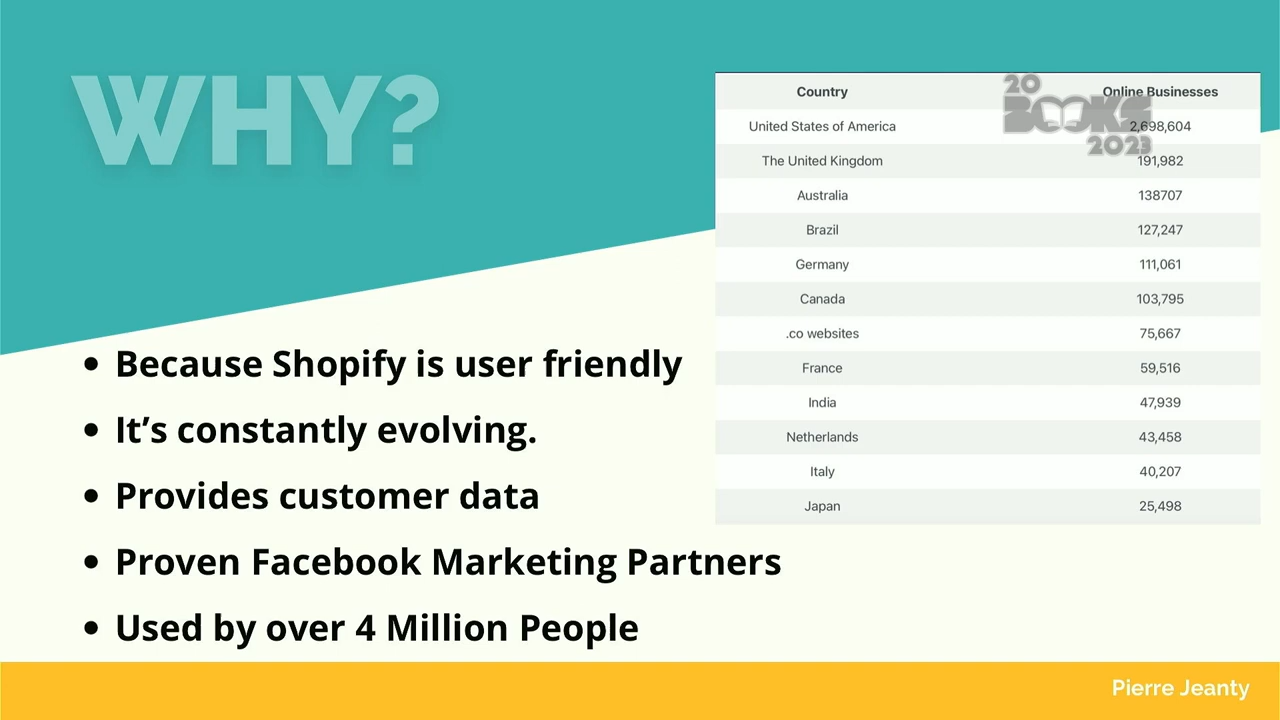 WHY?
Because Shopify is user friendly
It’s constantly evolving.
Provides customer data
Proven Facebook Marketing Partners
Used by over 4 Million People
Country Online Businesses
United States of America 2,698,604
The United Kingdom 191,982
Australia 138707
Brazil 127,247
Germany 111,061
Canada 103,795
.co websites 75,667
France 59,516
India 47,939
Netherlands 43,458
Italy 40,207
Japan 25,498
20
BOOKS
2023
Pierre Jeanty